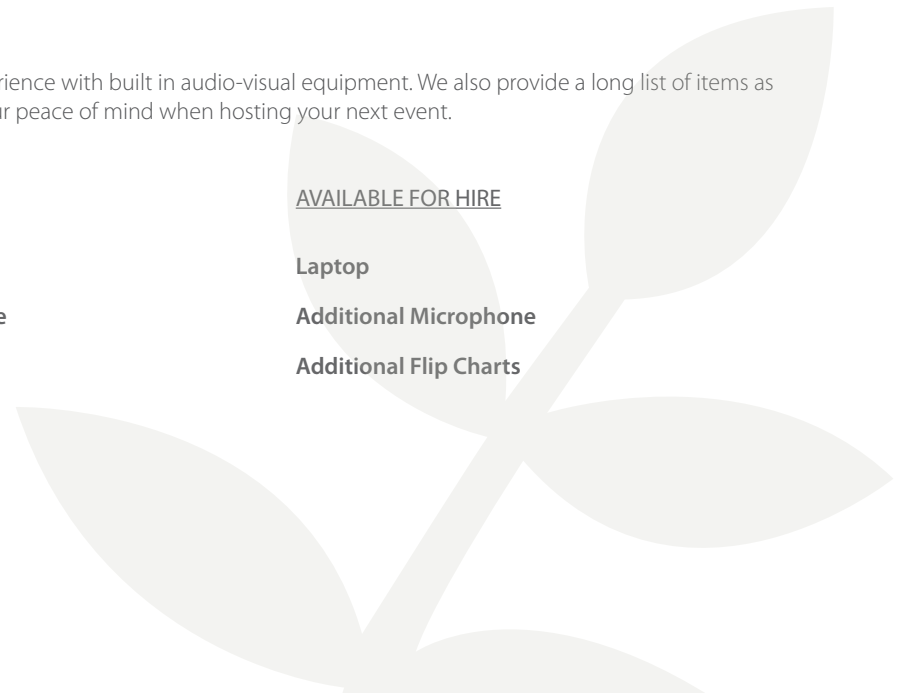 with built in audio-visual equipment. We also provide a long list of items as
peace of mind when hosting your next event.
AVAILABLE FOR HIRE
Laptop
Additional Microphone
Additional Flip Charts